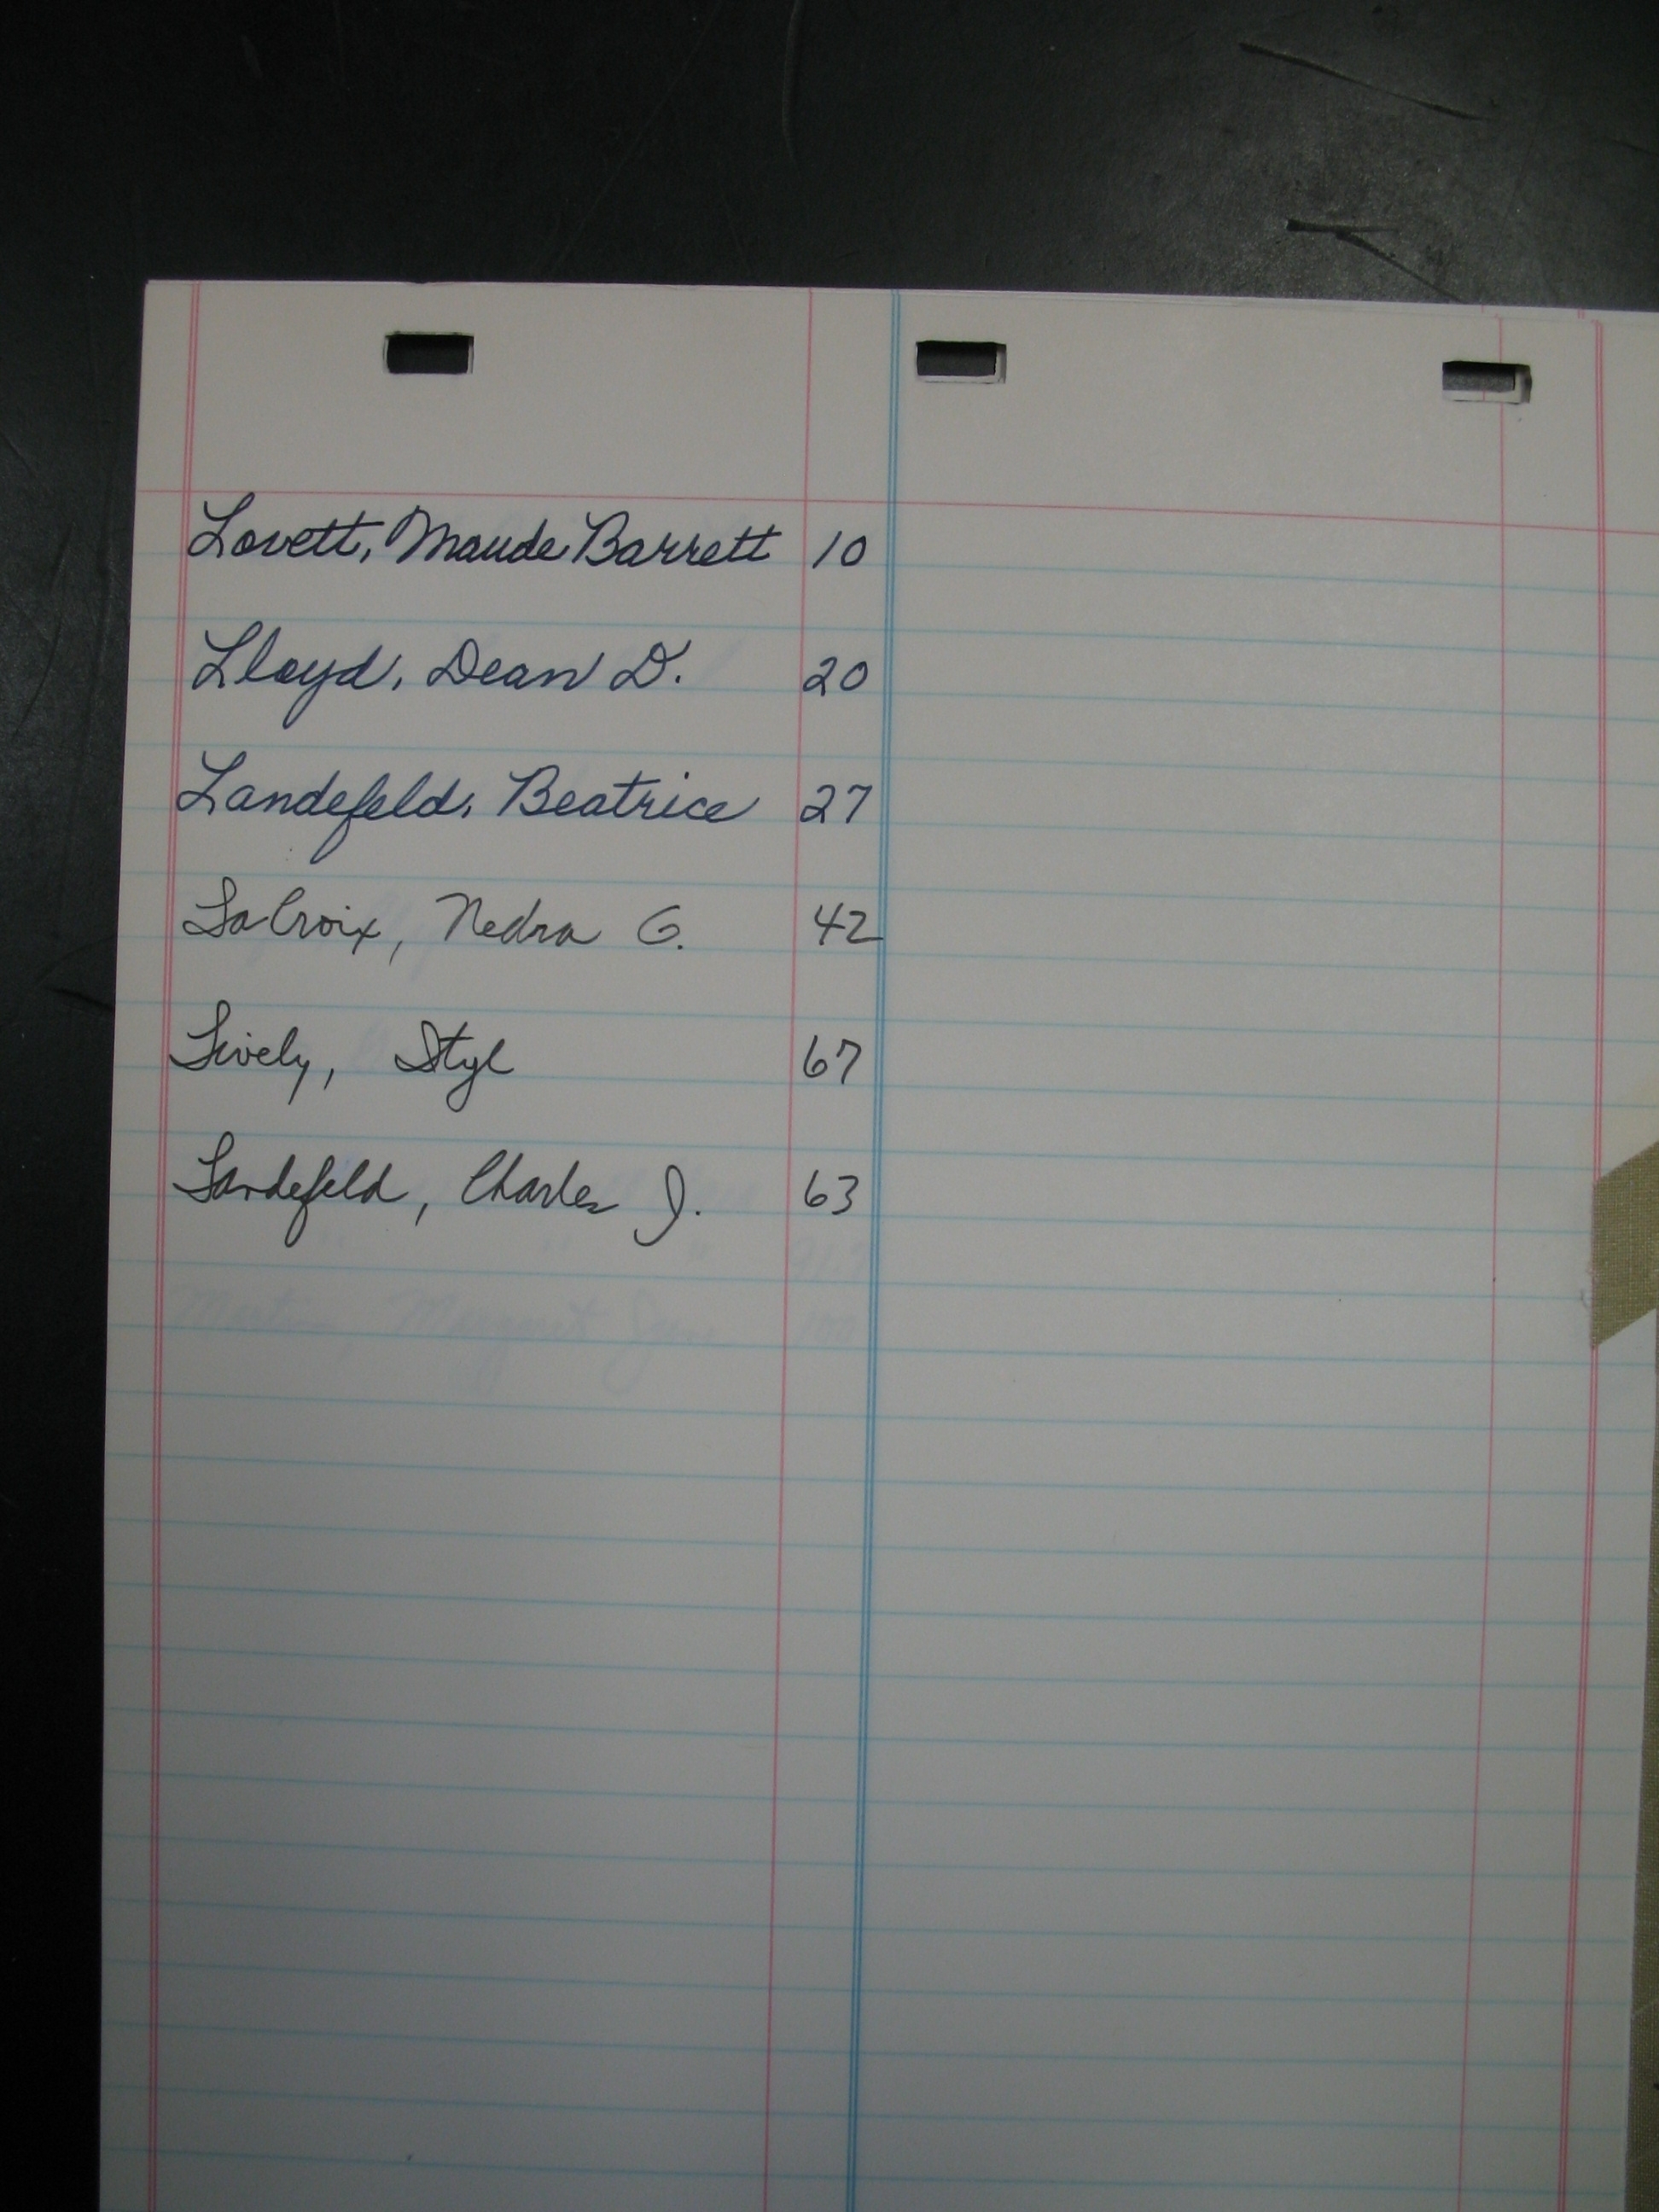 Lovett, Maude Barrett 10
Lloyd, Dean D. 20
Landefeld, Beatrice 27
LaCroix, Nedra G. 42
Lively, Styl 67
Landefeld, Charles J. 63